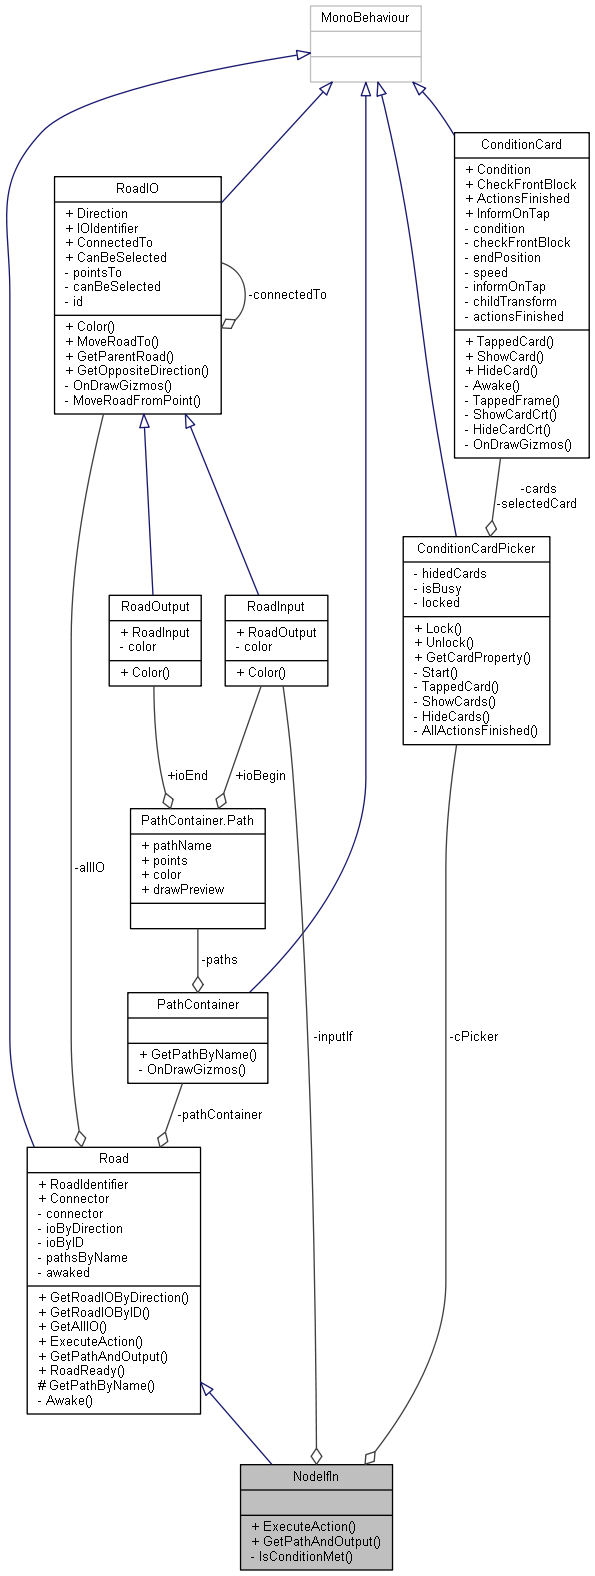 MonoBehaviour
ConditionCard
+ Condition
+ CheckFrontBlock
+ ActionsFinished
+ InformOnTap
- condition
- checkFrontBlock
- endPosition
- speed
- informOnTap
- childTransform
- actionsFinished
+ TappedCard()
+ ShowCard()
+ HideCard()
- Awake()
- TappedFrame()
- ShowCardCrt()
- HideCardCrt()
- OnDrawGizmos()
RoadIO
+ Direction
+ IOIdentifier
+ ConnectedTo
+ CanBeSelected
- pointsTo
- canBeSelected
- id
+ Color()
+ MoveRoadTo()
+ GetParentRoad()
+ GetOppositeDirection()
- OnDrawGizmos()
- MoveRoadFromPoint()
-connectedTo
-cards
-selectedCard
ConditionCardPicker
- hidedCards
- isBusy
- locked
+ Lock()
+ Unlock()
+ GetCardProperty()
- Start()
- TappedCard()
- ShowCards()
- HideCards()
- AllActionsFinished()
RoadOutput
+ RoadInput
- color
+ Color()
RoadInput
+ RoadOutput
- color
+ Color()
+ioEnd
+ioBegin
PathContainer.Path
+ pathName
+ points
+ color
+ drawPreview
-allIO
-paths
PathContainer
+ GetPathByName()
- OnDrawGizmos()
-inputIf
-cPicker
-pathContainer
Road
+ RoadIdentifier
+ Connector
- connector
- ioByDirection
- ioByID
- pathsByName
- awaked
+ GetRoadIOByDirection()
+ GetRoadIOByID()
+ GetAllIO()
+ ExecuteAction()
+ GetPathAndOutput()
+ RoadReady()
# GetPathByName()
- Awake()
NodeIfIn
+ ExecuteAction()
+ GetPathAndOutput()
- IsConditionMet()